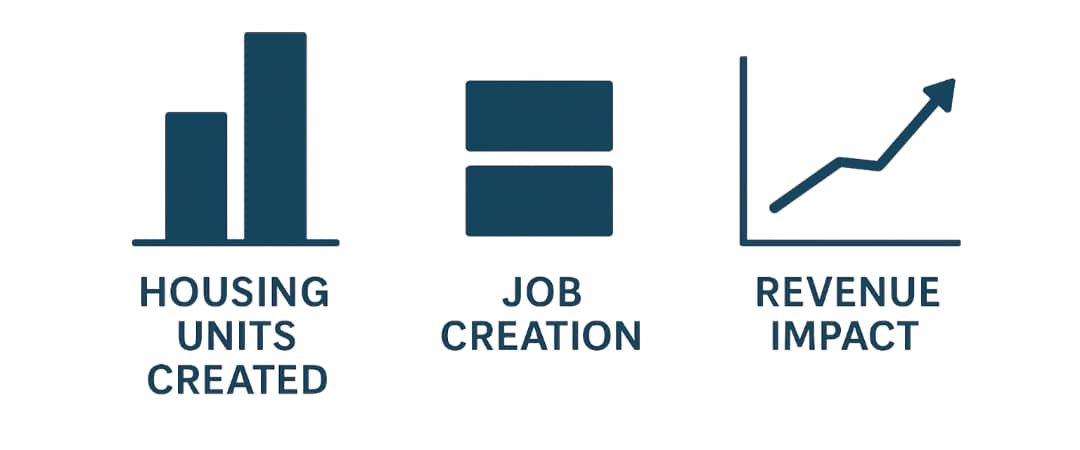 HOUSING
UNITS
CREATED
JOB
CREATION
REVENUE
IMPACT